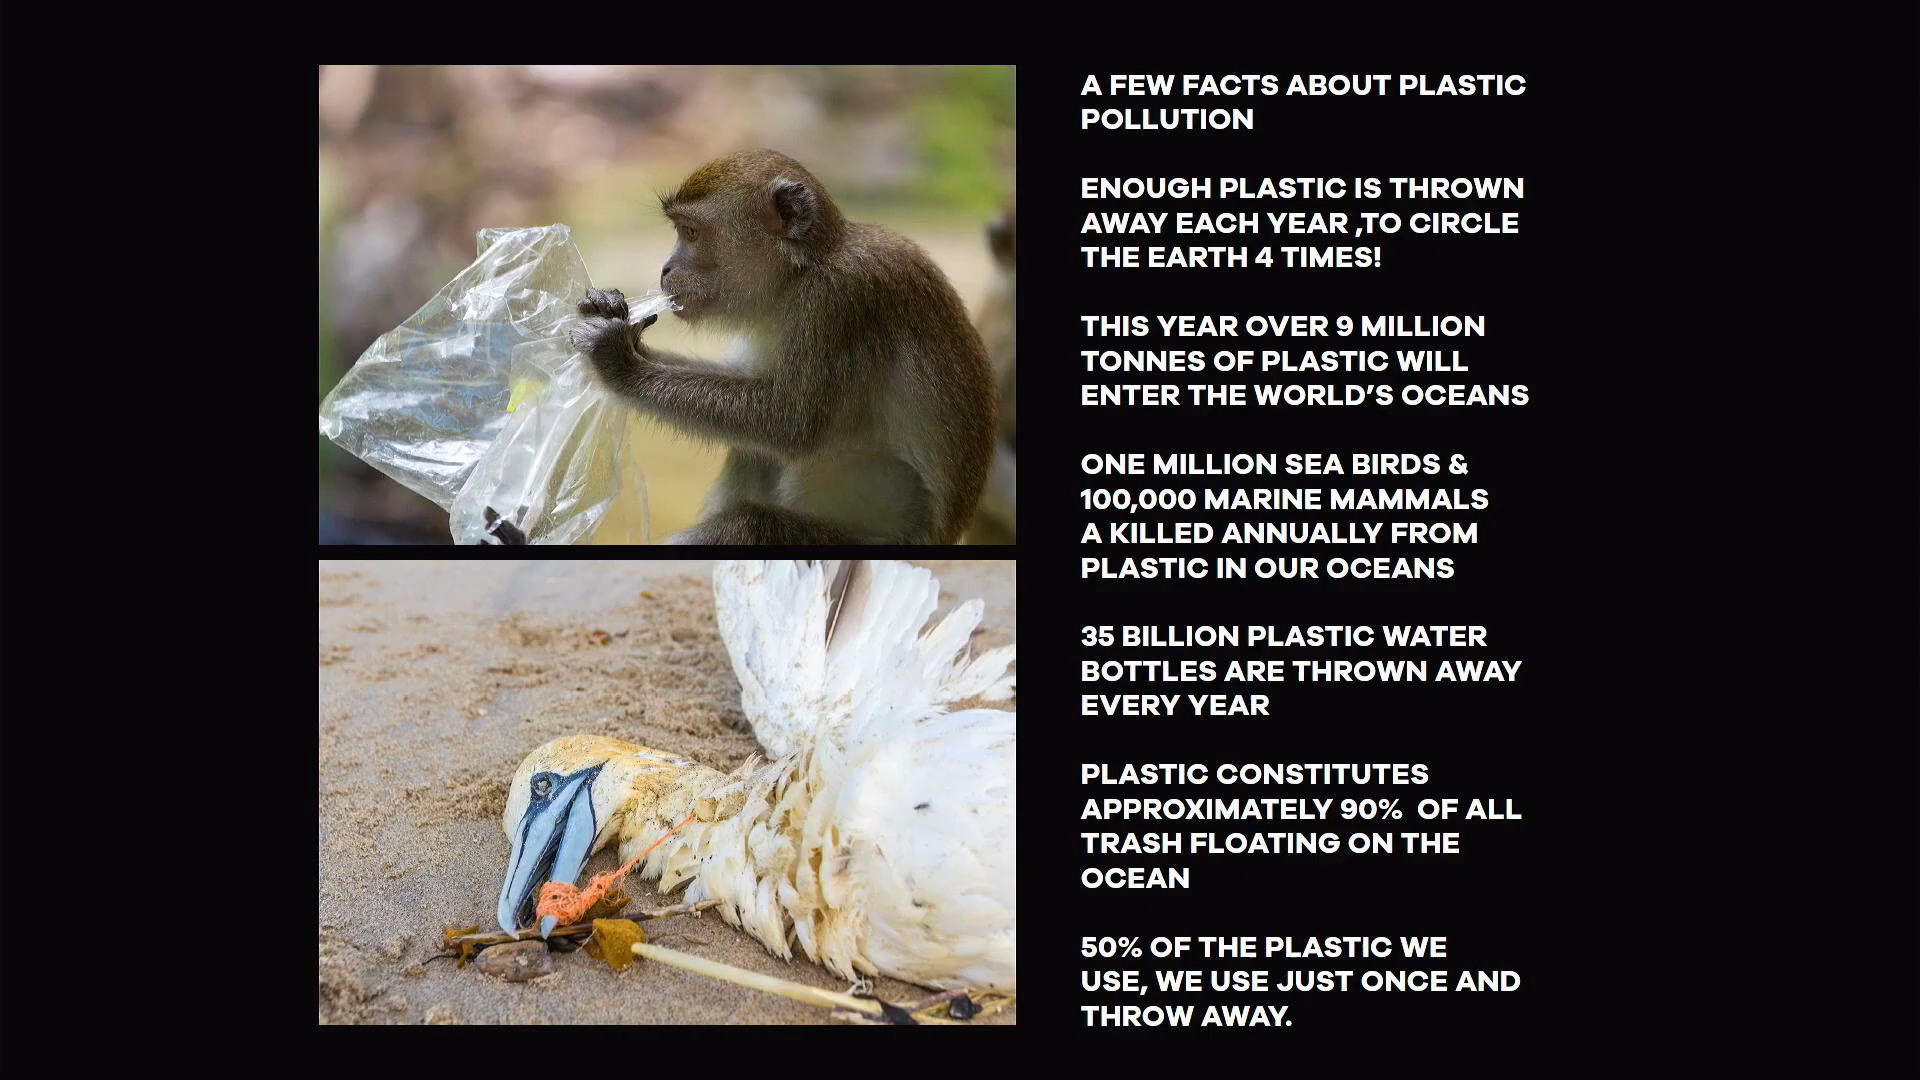 A FEW FACTS ABOUT PLASTIC
POLLUTION
ENOUGH PLASTIC IS THROWN
AWAY EACH YEAR ,TO CIRCLE
THE EARTH 4 TIMES!
THIS YEAR OVER 9 MILLION
TONNES OF PLASTIC WILL
ENTER THE WORLD’S OCEANS
ONE MILLION SEA BIRDS &
100,000 MARINE MAMMALS
A KILLED ANNUALLY FROM
PLASTIC IN OUR OCEANS
35 BILLION PLASTIC WATER
BOTTLES ARE THROWN AWAY
EVERY YEAR
PLASTIC CONSTITUTES
APPROXIMATELY 90%  OF ALL
TRASH FLOATING ON THE
OCEAN
50% OF THE PLASTIC WE
USE, WE USE JUST ONCE AND
THROW AWAY.